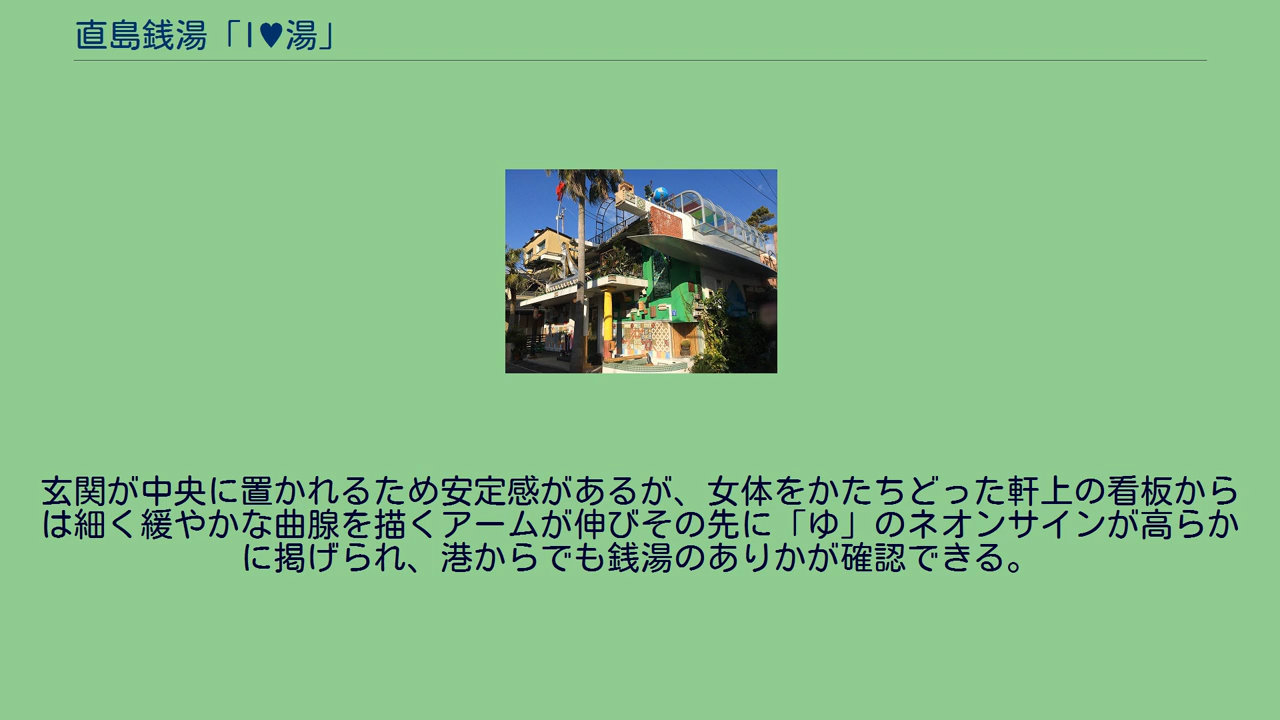 直島銭湯「I♥湯」
玄関が中央に置かれるため安定感があるが、女体をかたちどった軒上の看板から
は細く緩やかな曲腺を描くアームが伸びその先に「ゆ」のネオンサインが高らか
に掲げられ、港からでも銭湯のありかが確認できる。